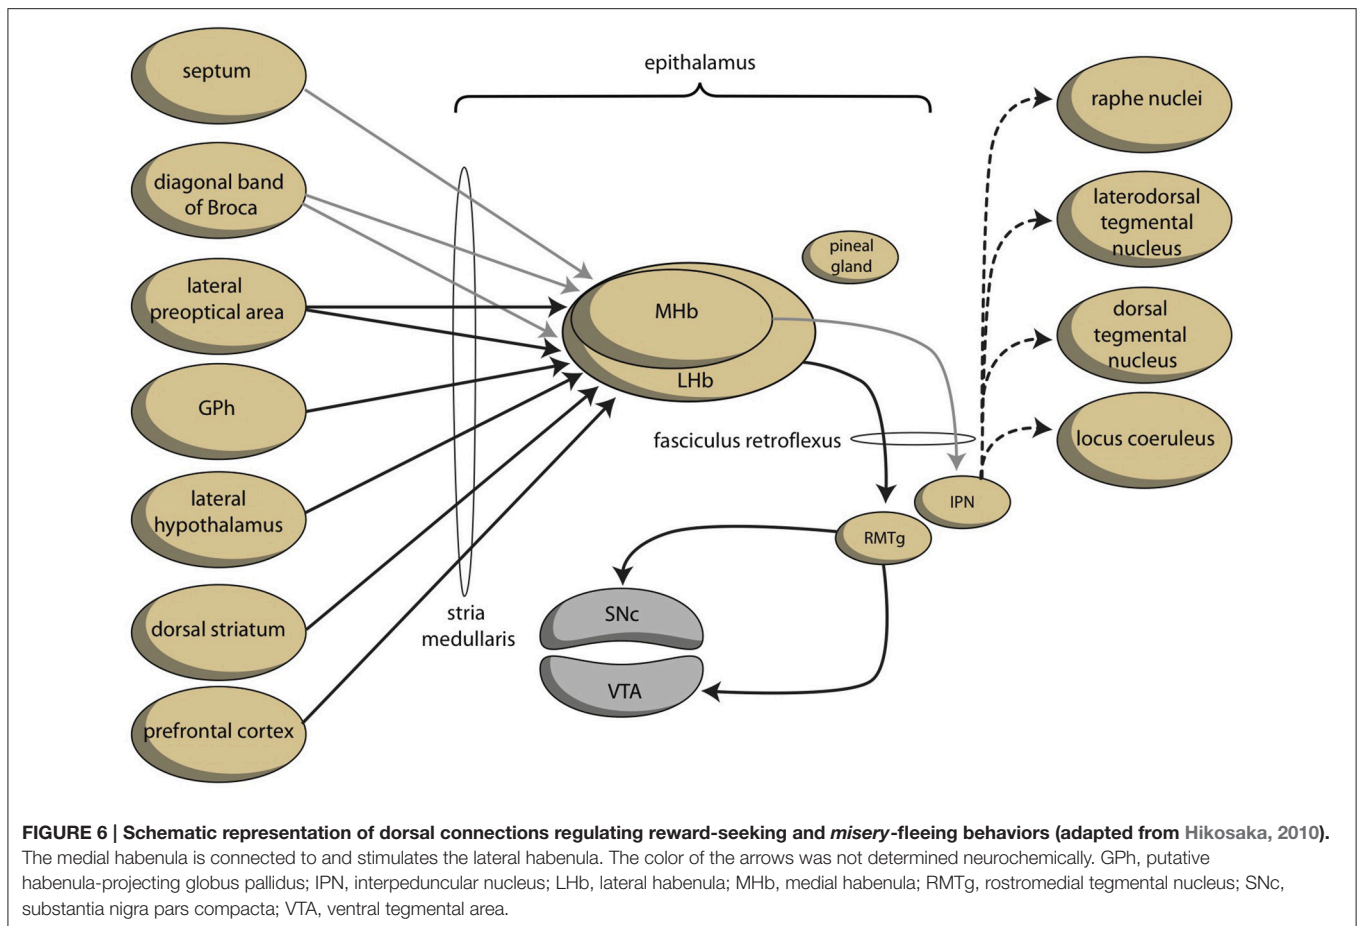 septum
epithalamus
raphe nuclei
diagonal band
of Broca
laterodorsal
tegmental
nucleus
pineal
gland
lateral
preoptical area
MHb
dorsal
tegmental
nucleus
LHb
GPh
fasciculus retroflexus
locus coeruleus
lateral
hypothalamus
IPN
RMTg
stria
medullaris
SNc
dorsal striatum
VTA
prefrontal cortex
FIGURE 6 | Schematic representation of dorsal connections regulating reward-seeking and misery-fleeing behaviors (adapted from Hikosaka, 2010).
The medial habenula is connected to and stimulates the lateral habenula. The color of the arrows was not determined neurochemically. GPh, putative
habenula-projecting globus pallidus; IPN, interpeduncular nucleus; LHb, lateral habenula; MHb, medial habenula; RMTg, rostromedial tegmental nucleus; SNc,
substantia nigra pars compacta; VTA, ventral tegmental area.